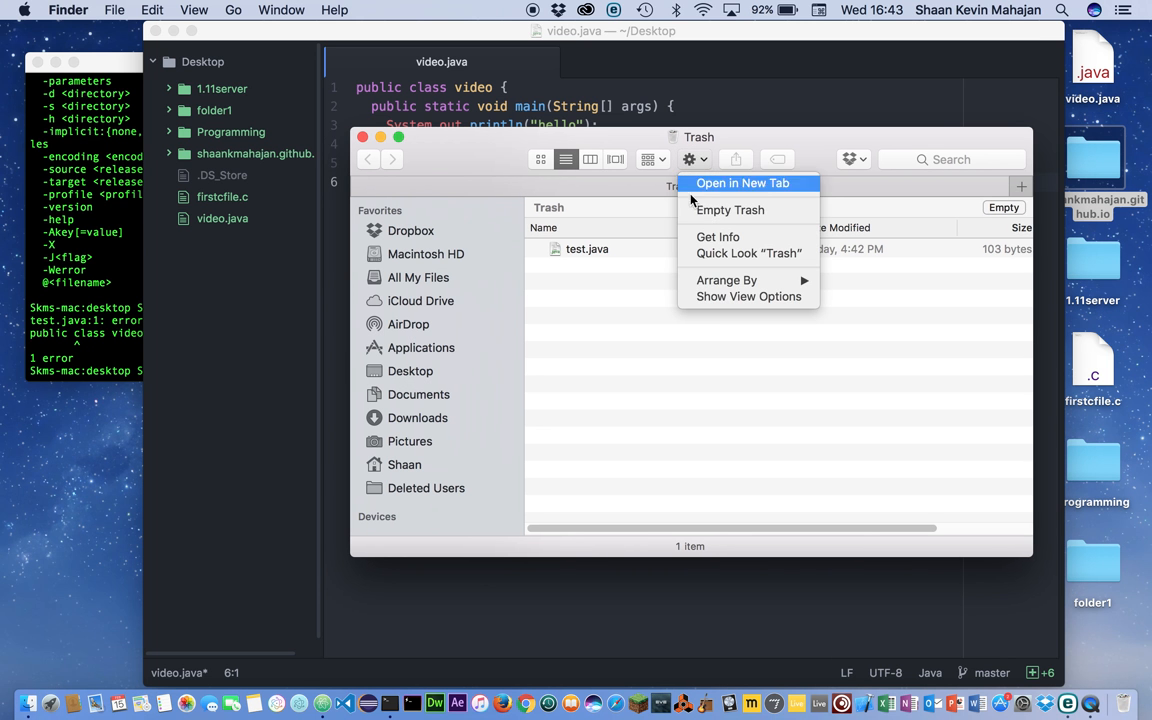 Finder File Edit View Go Window Help
92% Wed 16:43 Shaan Kevin Mahajan
video.java — ~/Desktop
-parameters
-d <directory>
-s <directory>
-h <directory>
-implicit:{none,
les
-encoding <encod
-source <release
-target <release
-profile <profil
-version
-help
-Akey[=value]
-X
-J<flag>
-Werror
@<filename>
Skms-mac:desktop S
test.java:1: error
public class video
^
1 error
Skms-mac:desktop S
Desktop
1.11server
folder1
Programming
shaankmahajan.github.
.DS_Store
firstcfile.c
video.java
video.java
1 public class video {
2 public static void main(String[] args) {
3 System.out.println("hello");
4
5
6
Trash
Search
Open in New Tab
Empty Trash
Get Info
Quick Look “Trash”
Arrange By
Show View Options
Trash
Empty
Name
Size
test.java
4:42 PM
103 bytes
Favorites
Dropbox
Macintosh HD
All My Files
iCloud Drive
AirDrop
Applications
Desktop
Documents
Downloads
Pictures
Shaan
Deleted Users
Devices
1 item
video.java* 6:1
LF UTF-8 Java master +6
.java
video.java
ankmahajan.git
hub.io
1.11server
.C
firstcfile.c
rogramming
folder1